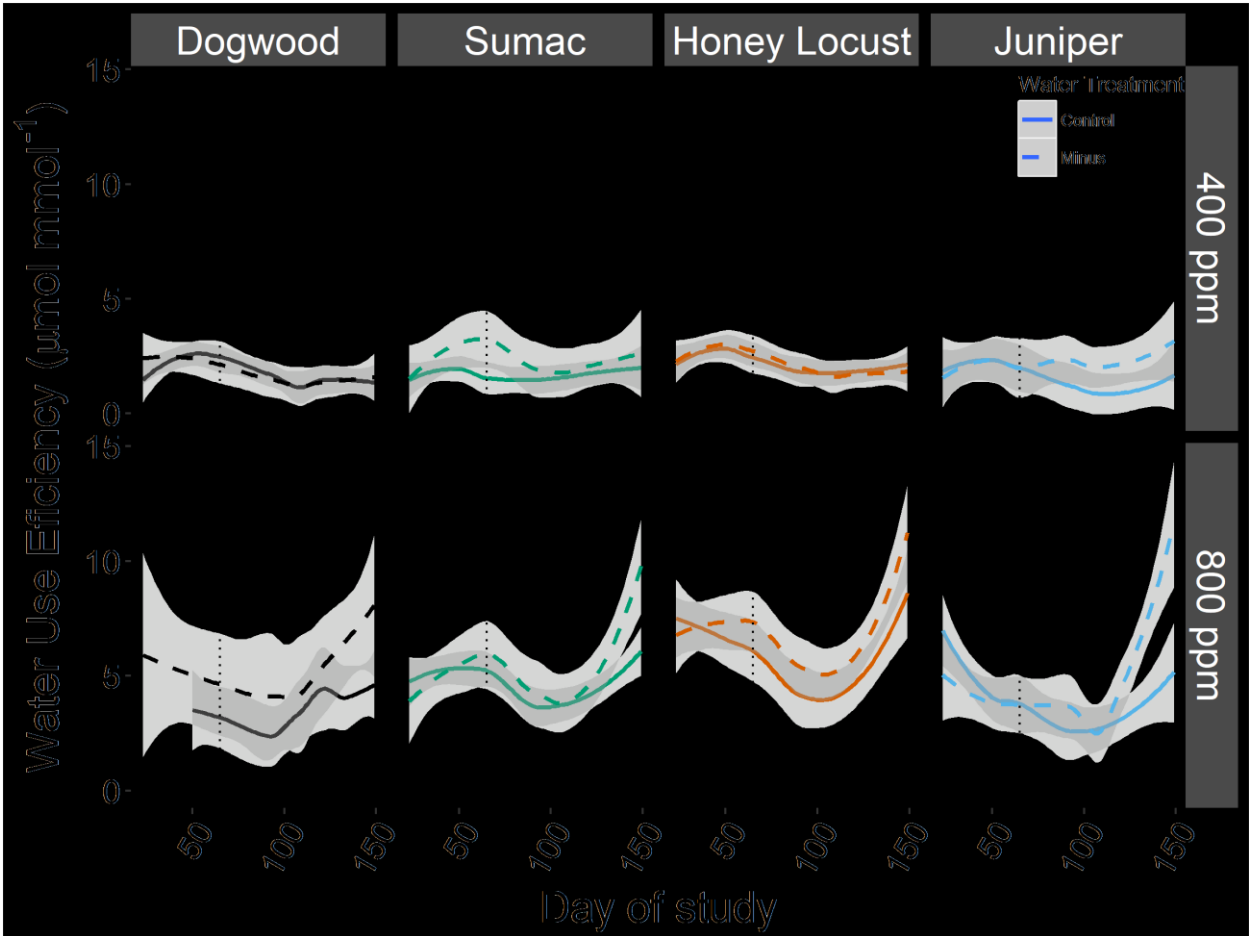 Dogwood Sumac Honey Locust Juniper
Water Use Eficiency (µmol mmol⁻¹)
15
10
5
0
Water Treatment
Control
Minus
400 ppm
15
10
5
0
800 ppm
50 100 150 50 100 150 50 100 150 50 100 150
Day of study